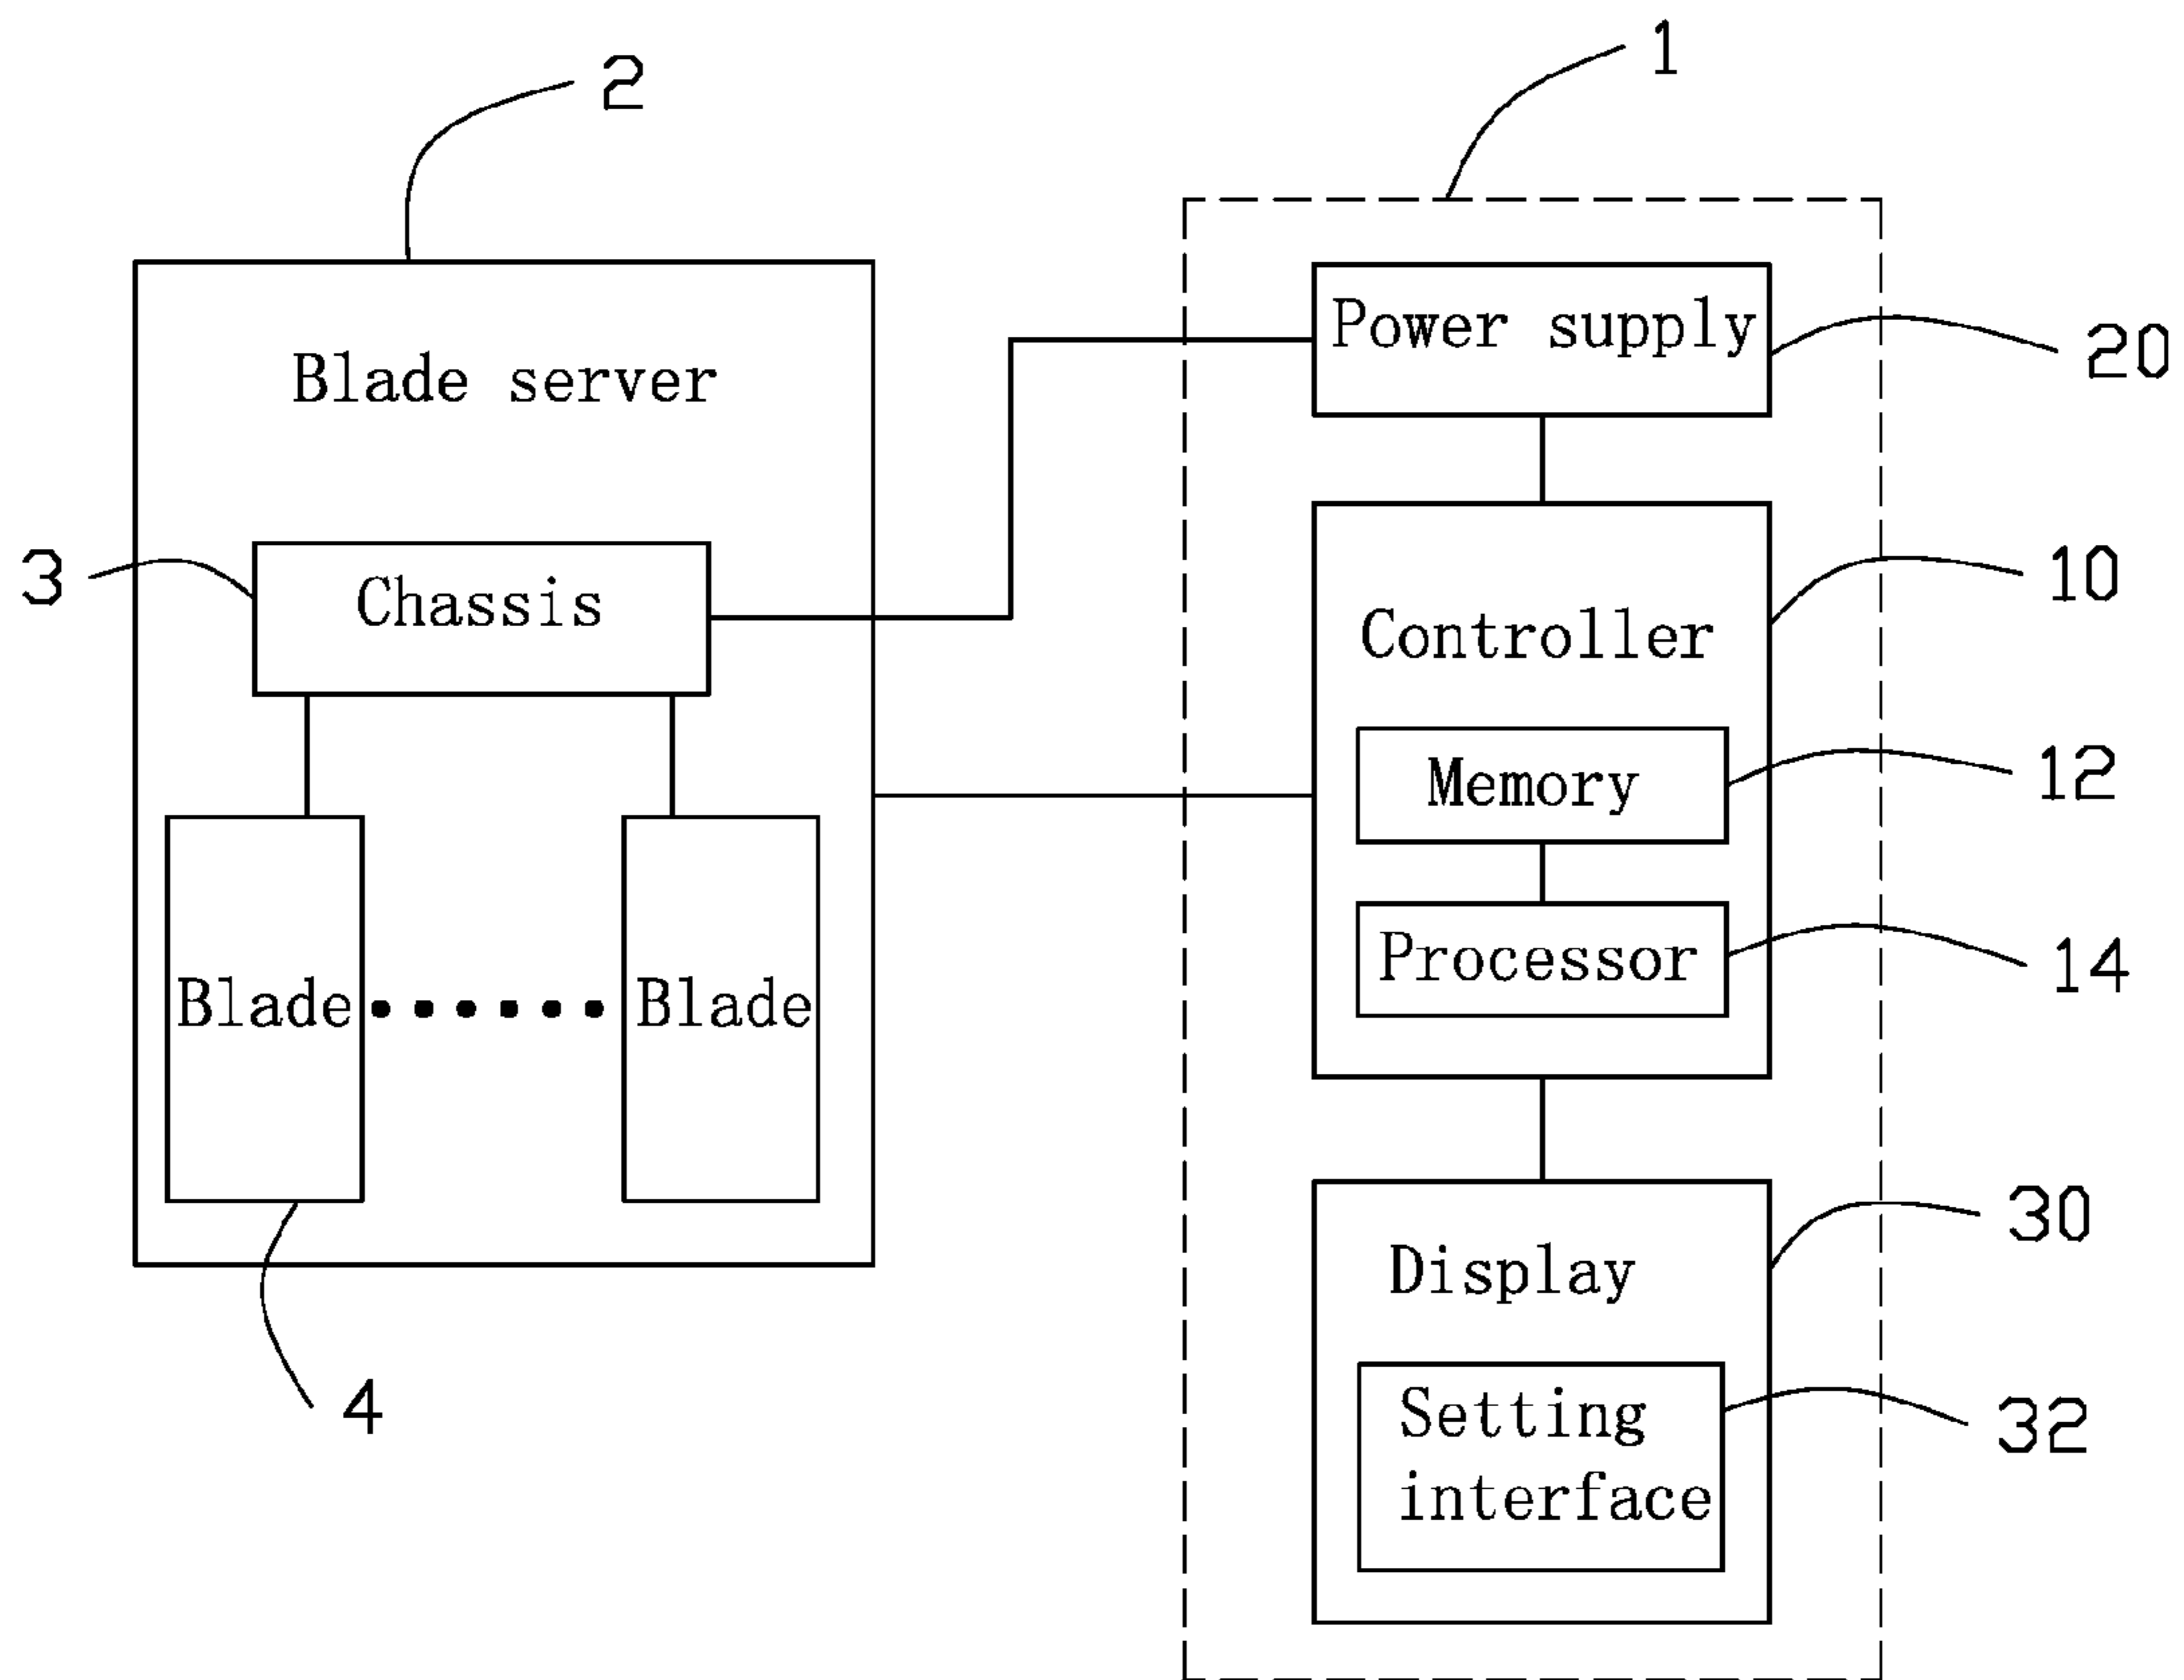 1
2
Blade server
Power supply
20
3
Chassis
10
Controller
12
Memory
14
Processor
Blade
Blade
30
Display
4
32
Setting
interface